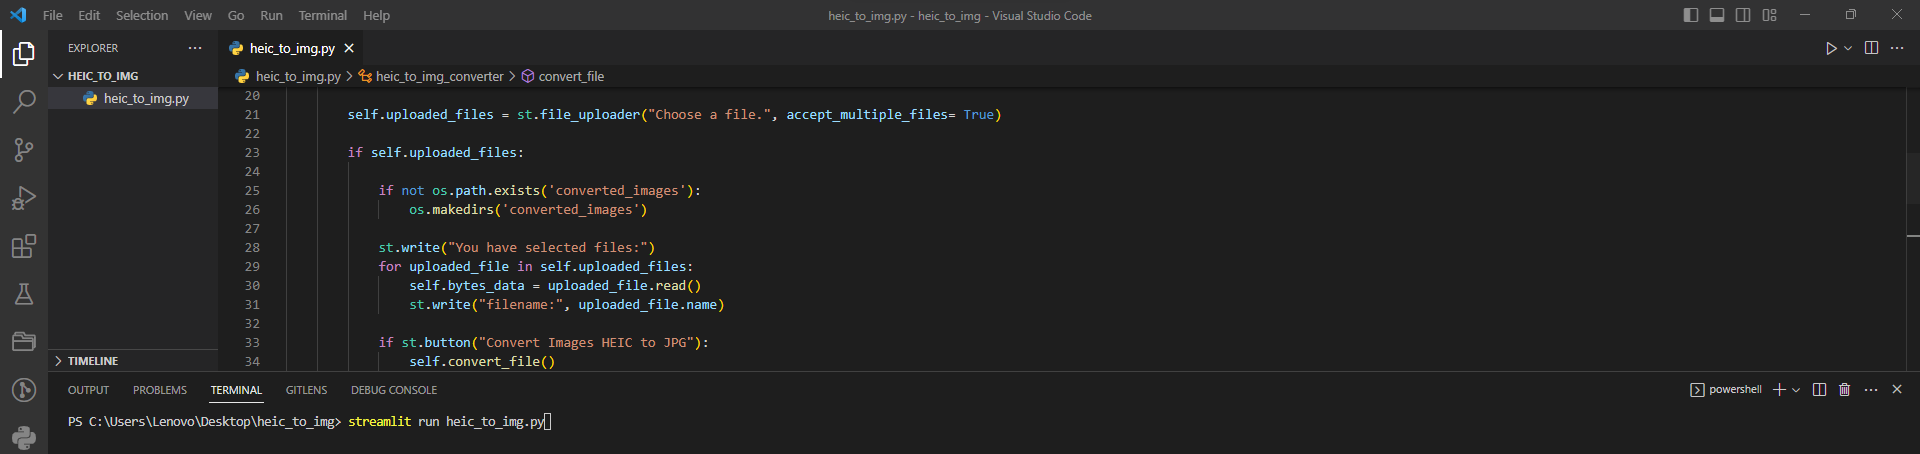 File Edit Selection View Go Run Terminal Help heic_to_img.py - heic_to_img - Visual Studio Code
EXPLORER
HEIC_TO_IMG
heic_to_img.py
TIMELINE
heic_to_img.py
heic_to_img.py > heic_to_img_converter > convert_file
20
21 self.uploaded_files = st.file_uploader("Choose a file.", accept_multiple_files= True)
22
23 if self.uploaded_files:
24
25 if not os.path.exists('converted_images'):
26 os.makedirs('converted_images')
27
28 st.write("You have selected files:")
29 for uploaded_file in self.uploaded_files:
30 self.bytes_data = uploaded_file.read()
31 st.write("filename:", uploaded_file.name)
32
33 if st.button("Convert Images HEIC to JPG"):
34 self.convert_file()
OUTPUT PROBLEMS TERMINAL GITLENS DEBUG CONSOLE powershell
PS C:\Users\Lenovo\Desktop\heic_to_img> streamlit run heic_to_img.py